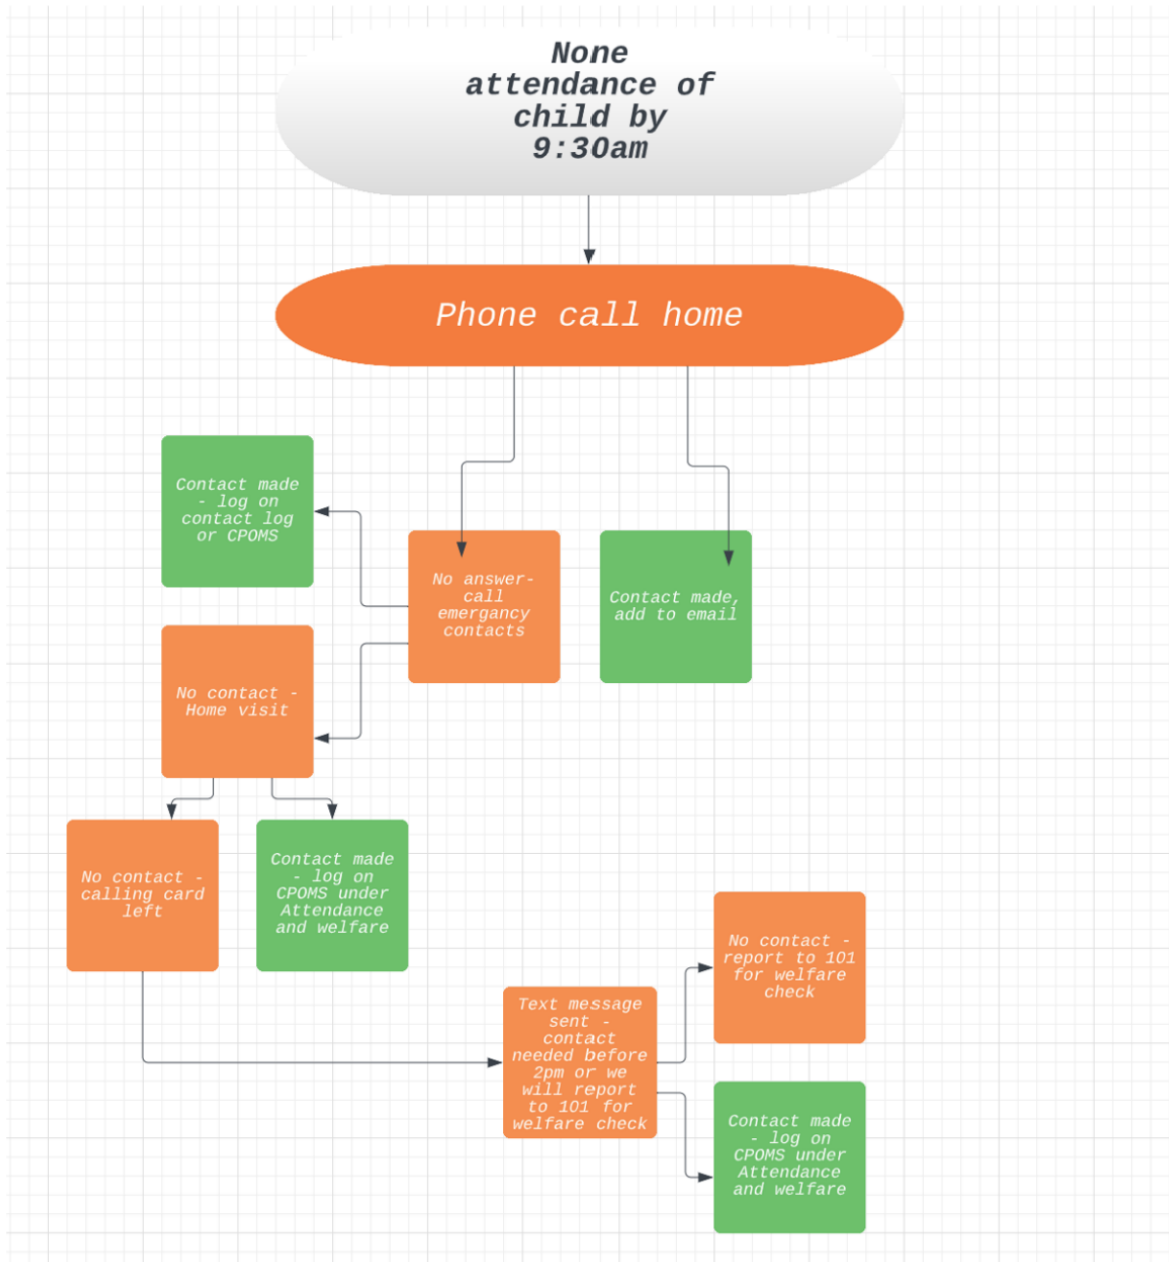 None
attendance of
child by
9:30am
Phone call home
Contact made
- log on
contact log
or CPOMS
No answer-
call
emergancy
contacts
Contact made,
add to email
No contact -
Home visit
No contact -
calling card
left
Contact made
- log on
CPOMS under
Attendance
and welfare
Text message
sent -
contact
needed before
2pm or we
will report
to 101 for
welfare check
No contact -
report to 101
for welfare
check
Contact made
- log on
CPOMS under
Attendance
and welfare